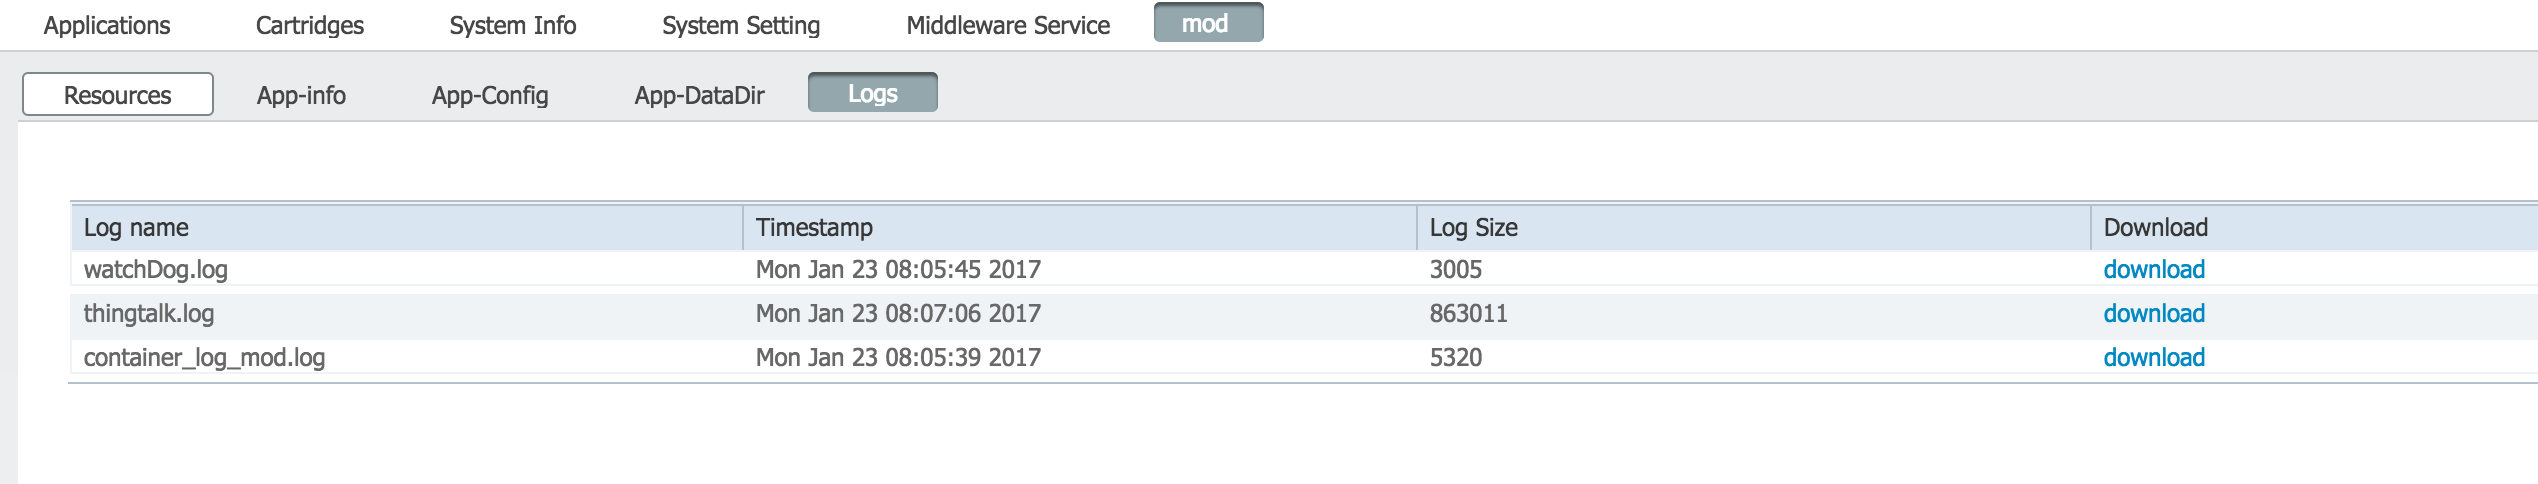 Applications Cartridges System Info System Setting Middleware Service mod
Resources App-info App-Config App-DataDir Logs
Log name Timestamp Log Size Download
watchDog.log Mon Jan 23 08:05:45 2017 3005 download
thingtalk.log Mon Jan 23 08:07:06 2017 863011 download
container_log_mod.log Mon Jan 23 08:05:39 2017 5320 download